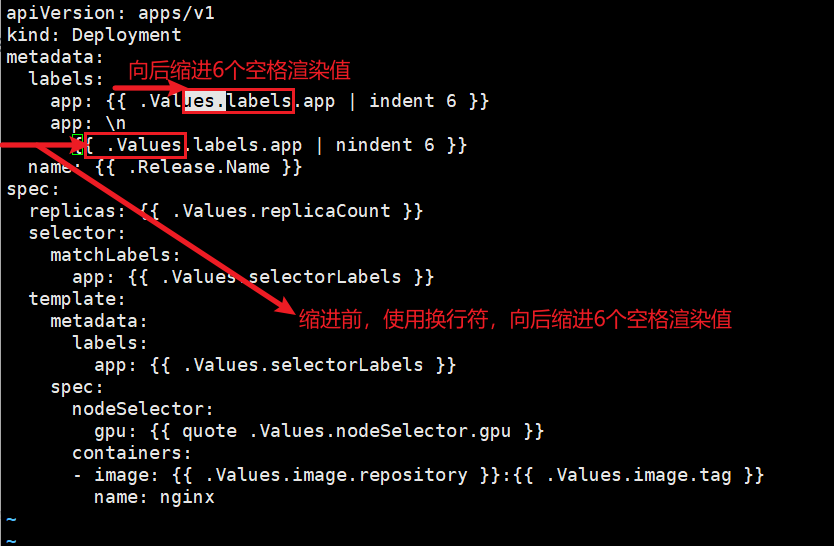 apiVersion: apps/v1
kind: Deployment
metadata:
  labels:
向后缩进6个空格渲染值
    app: {{ .Values.labels.app | indent 6 }}
    app: \n
      {{ .Values.labels.app | nindent 6 }}
  name: {{ .Release.Name }}
spec:
  replicas: {{ .Values.replicaCount }}
  selector:
    matchLabels:
      app: {{ .Values.selectorLabels }}
  template:
    metadata:
缩进前，使用换行符，向后缩进6个空格渲染值
      labels:
        app: {{ .Values.selectorLabels }}
    spec:
      nodeSelector:
        gpu: {{ quote .Values.nodeSelector.gpu }}
      containers:
      - image: {{ .Values.image.repository }}:{{ .Values.image.tag }}
        name: nginx
~
~